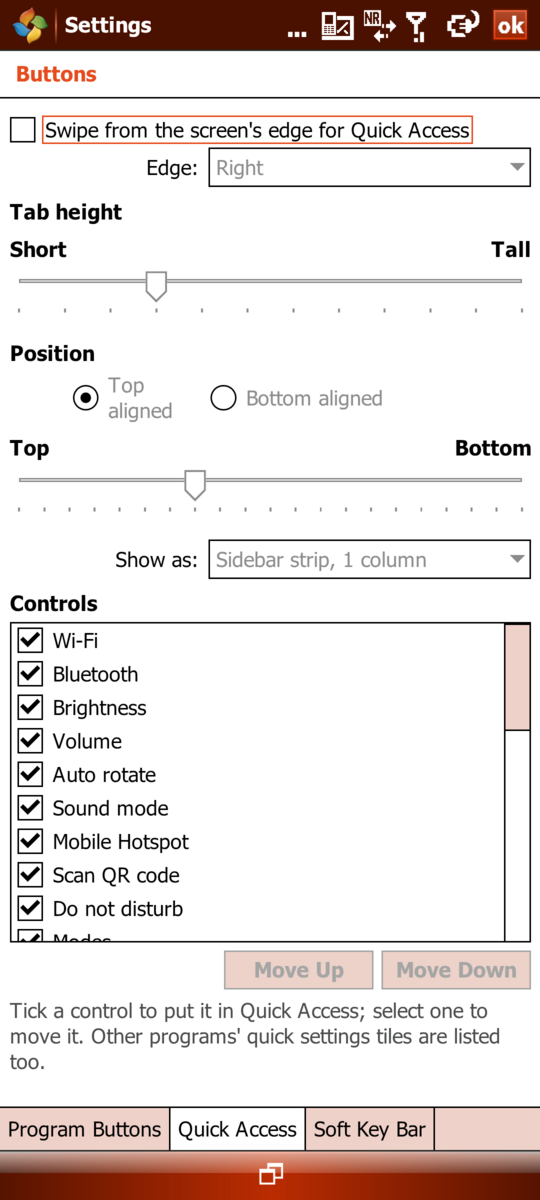 Settings
... NR ok
Buttons
Swipe from the screen's edge for Quick Access
Edge: Right
Tab height
Short Tall
Position
Top
aligned
Bottom aligned
Top Bottom
Show as: Sidebar strip, 1 column
Controls
Wi-Fi
Bluetooth
Brightness
Volume
Auto rotate
Sound mode
Mobile Hotspot
Scan QR code
Do not disturb
Modes
Move Up Move Down
Tick a control to put it in Quick Access; select one to
move it. Other programs' quick settings tiles are listed
too.
Program Buttons Quick Access Soft Key Bar